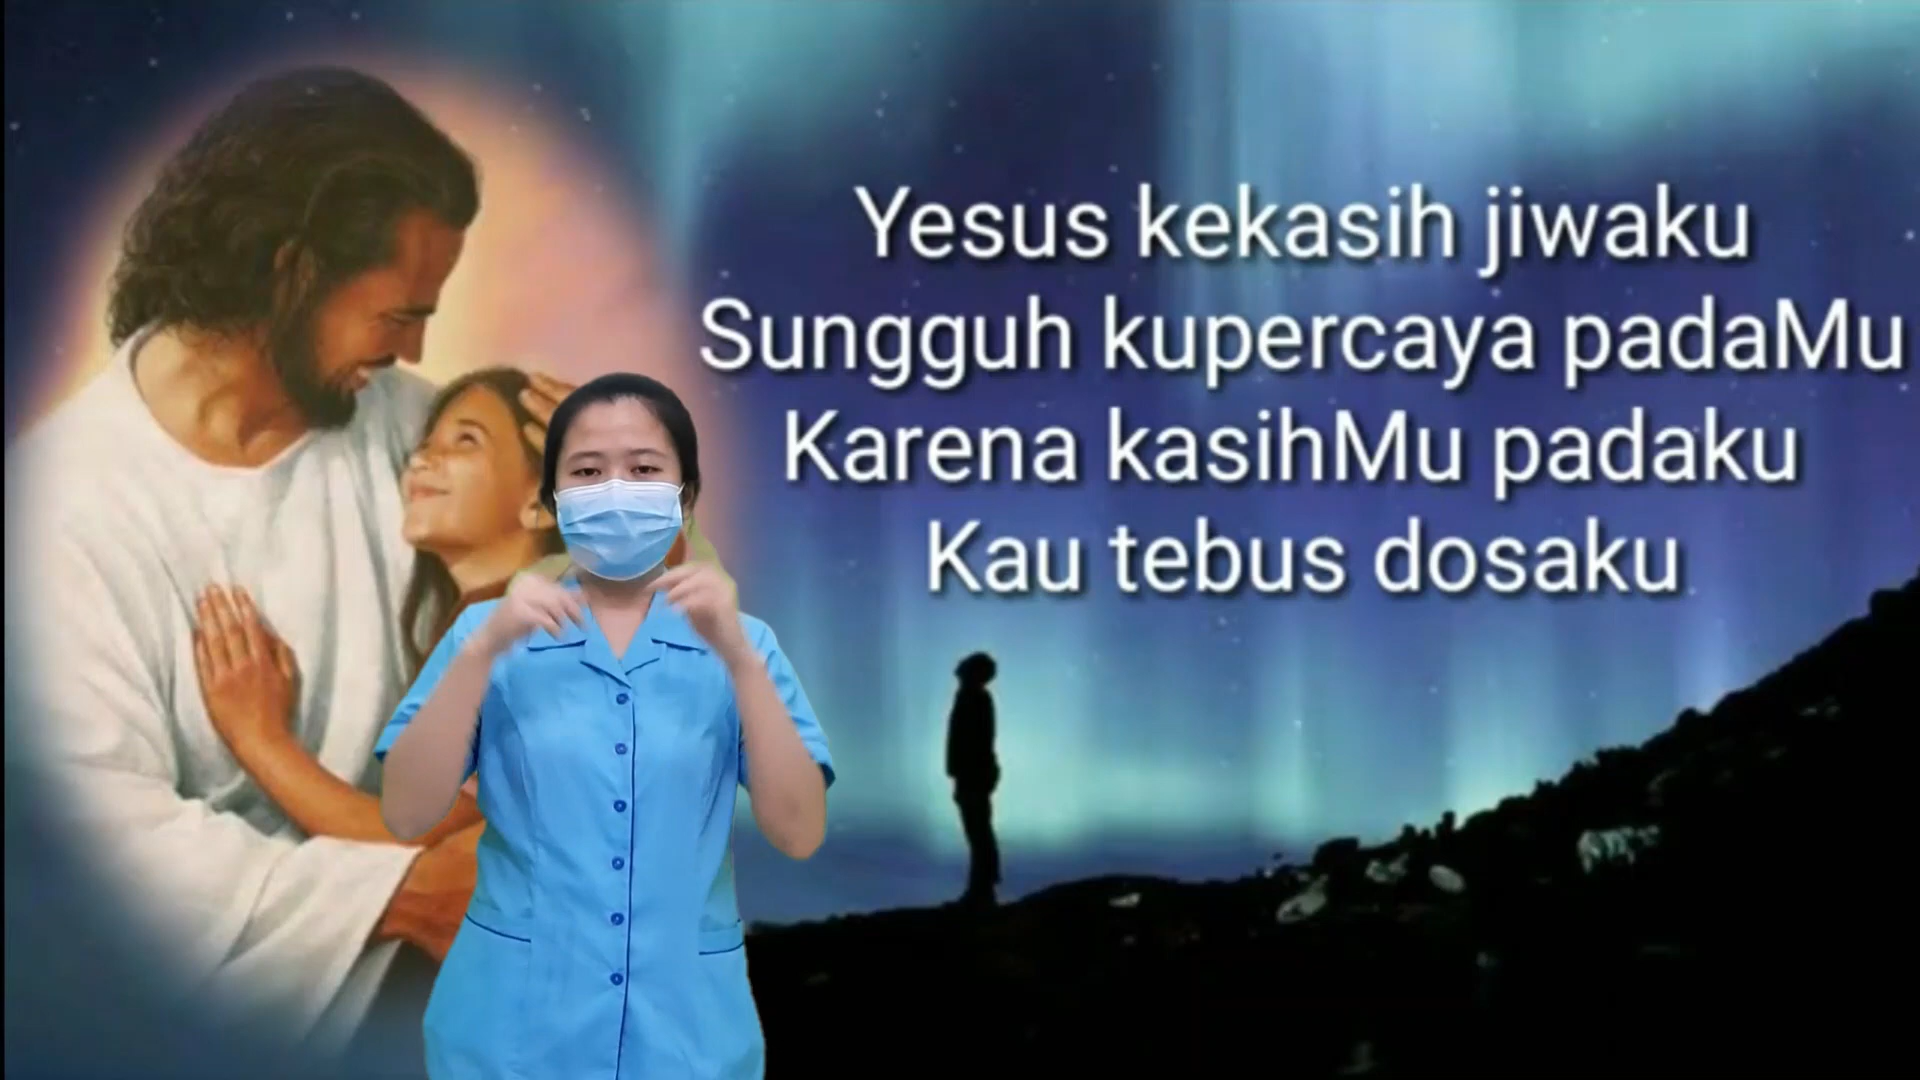 Yesus kekasih jiwaku
Sungguh kupercaya padaMu
Karena kasihMu padaku
Kau tebus dosaku